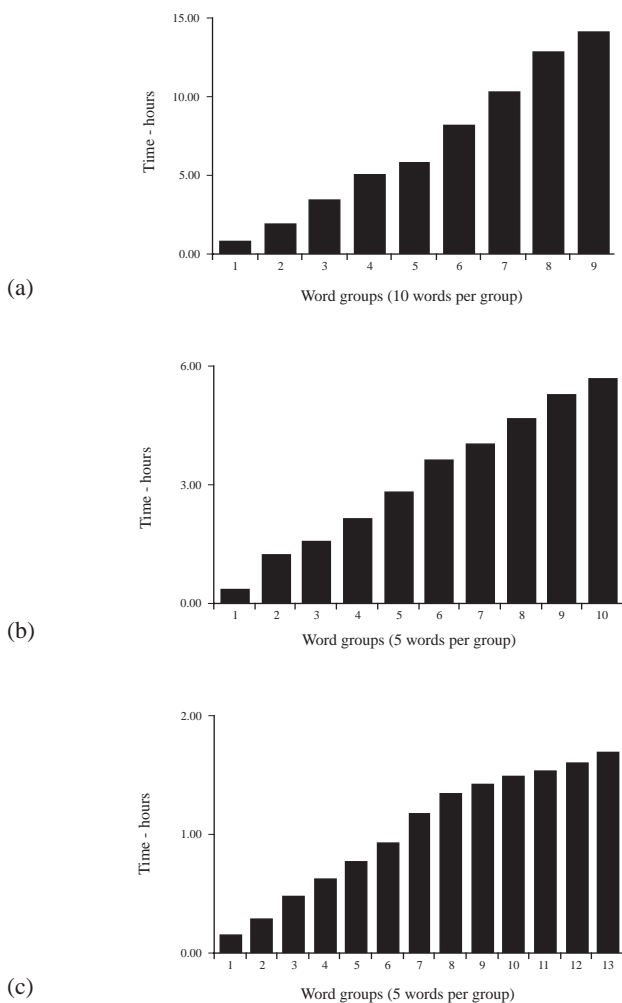 15.00
10.00
5.00
0.00
Time - hours
1 2 3 4 5 6 7 8 9
(a)
Word groups (10 words per group)
6.00
3.00
0.00
Time - hours
1 2 3 4 5 6 7 8 9 10
(b)
Word groups (5 words per group)
2.00
1.00
0.00
Time - hours
1 2 3 4 5 6 7 8 9 10 11 12 13
(c)
Word groups (5 words per group)